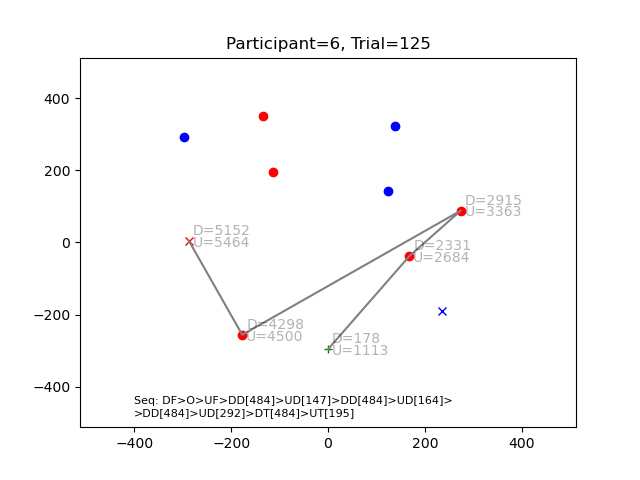 Participant=6, Trial=125
400
200
0
−200
−400
D=2915
U=3363
D=5152
U=5464
D=2331
U=2684
D=4298
U=4500
D=178
U=1113
Seq: DF>O>UF>DD[484]>UD[147]>DD[484]>UD[164]>
>DD[484]>UD[292]>DT[484]>UT[195]
−400 −200 0 200 400